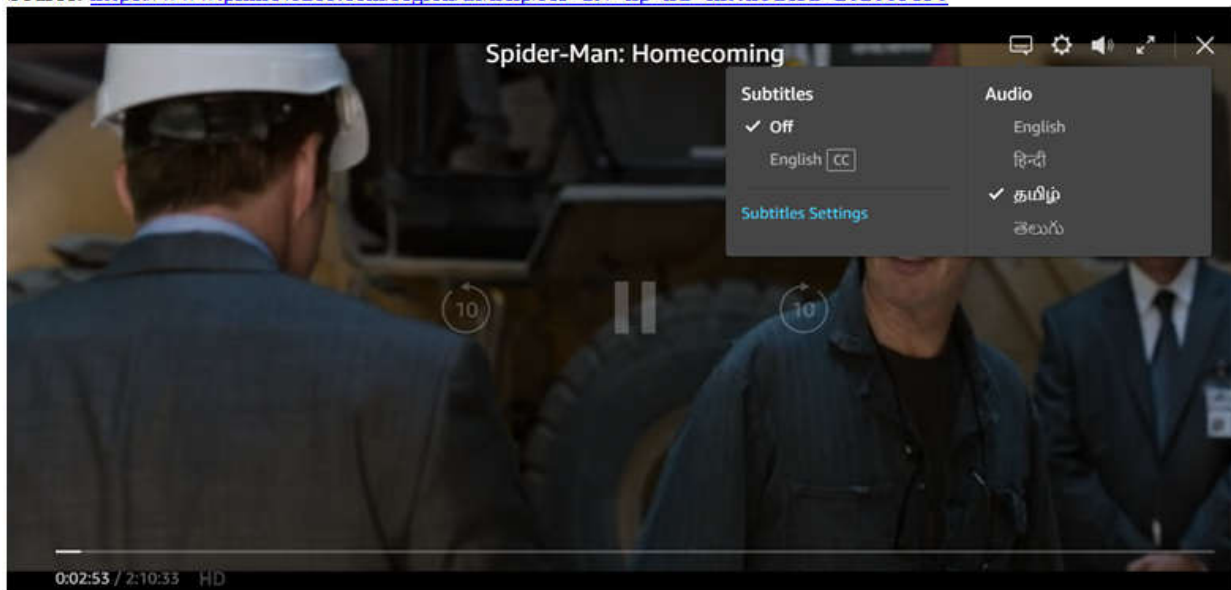 Spider-Man: Homecoming
Subtitles
Off
English CC
Subtitles Settings
Audio
English
हिन्दी
தமிழ்
తెలుగు
10
10
0:02:53 / 2:10:33 HD